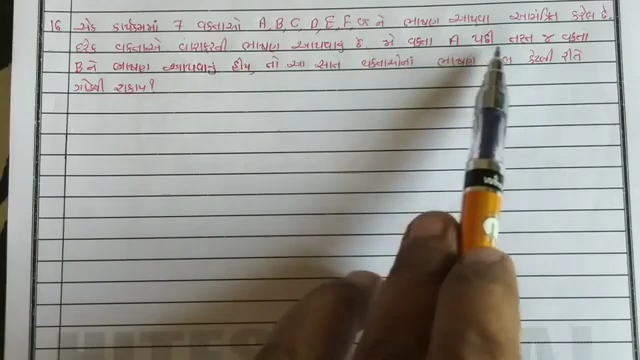 16 એક કાર્યક્રમમાં 7 વક્તાઓ A, B, C, D, E, F ને ભાષણ આપવા આમંત્રિત કરેલ છે.
દરેક વક્તાએ વારાફરતી ભાષણ આપવાનું છે. જો વક્તા A પછી તરત જ વક્તા
B ને ભાષણ આપવાનું હોય, તો આ સાત વક્તાઓનાં ભાષણ કેટલી રીતે
ગોઠવી શકાય?